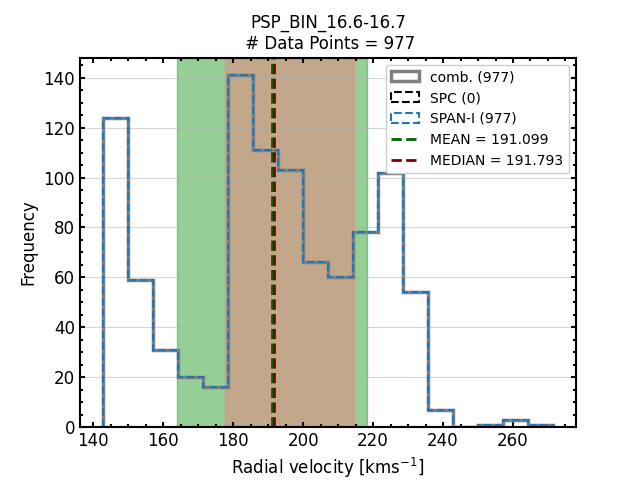 PSP_BIN_16.6-16.7
# Data Points = 977
comb. (977)
SPC (0)
SPAN-I (977)
MEAN = 191.099
MEDIAN = 191.793
Frequency
140
120
100
80
60
40
20
0
140 160 180 200 220 240 260
Radial velocity [kms⁻¹]